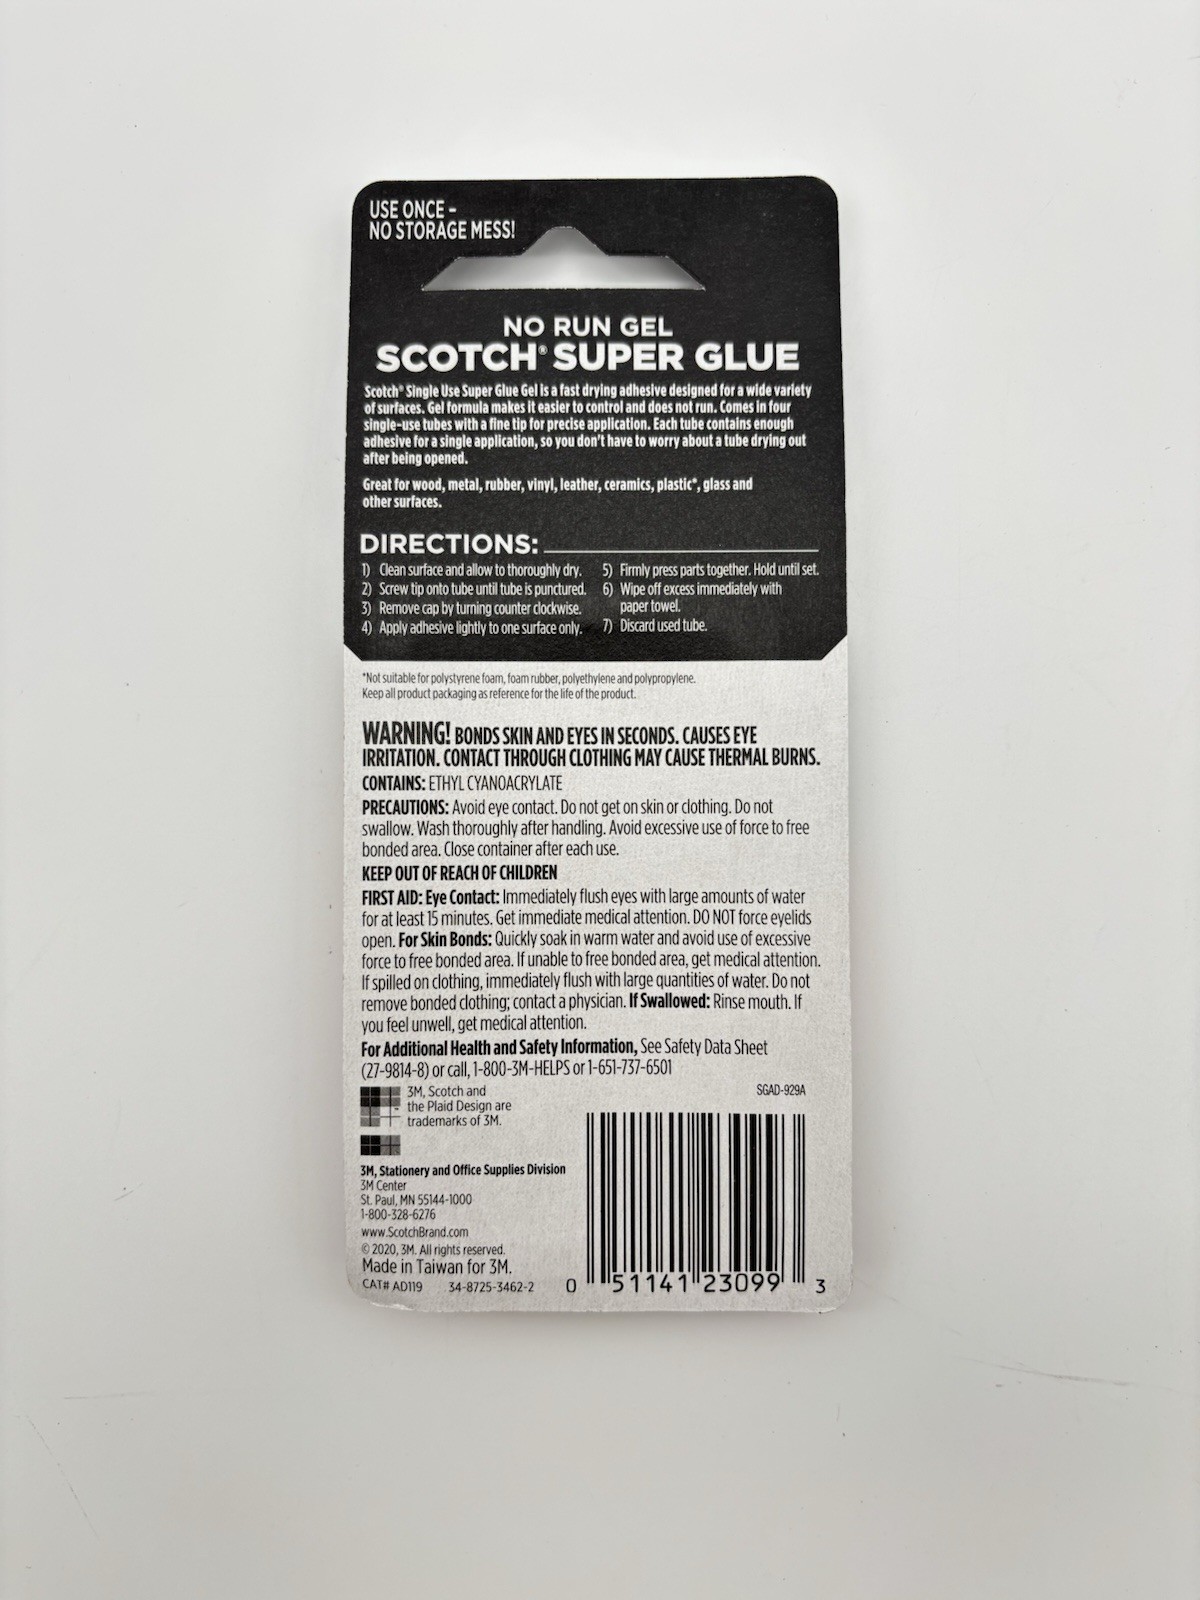 USE ONCE –
NO STORAGE MESS!
NO RUN GEL
SCOTCH® SUPER GLUE
Scotch® Single Use Super Glue Gel is a fast drying adhesive designed for a wide variety
of surfaces. Gel formula makes it easier to control and does not run. Comes in four
single-use tubes with a fine tip for precise application. Each tube contains enough
adhesive for a single application, so you don't have to worry about a tube drying out
after being opened.
Great for wood, metal, rubber, vinyl, leather, ceramics, plastic*, glass and
other surfaces.
DIRECTIONS:
1) Clean surface and allow to thoroughly dry.
2) Screw tip onto tube until tube is punctured.
3) Remove cap by turning counter clockwise.
4) Apply adhesive lightly to one surface only.
5) Firmly press parts together. Hold until set.
6) Wipe off excess immediately with
paper towel.
7) Discard used tube.
*Not suitable for polystyrene foam, foam rubber, polyethylene and polypropylene.
Keep all product packaging as reference for the life of the product.
WARNING! BONDS SKIN AND EYES IN SECONDS. CAUSES EYE
IRRITATION. CONTACT THROUGH CLOTHING MAY CAUSE THERMAL BURNS.
CONTAINS: ETHYL CYANOACRYLATE
PRECAUTIONS: Avoid eye contact. Do not get on skin or clothing. Do not
swallow. Wash thoroughly after handling. Avoid excessive use of force to free
bonded area. Close container after each use.
KEEP OUT OF REACH OF CHILDREN
FIRST AID: Eye Contact: Immediately flush eyes with large amounts of water
for at least 15 minutes. Get immediate medical attention. DO NOT force eyelids
open. For Skin Bonds: Quickly soak in warm water and avoid use of excessive
force to free bonded area. If unable to free bonded area, get medical attention.
If spilled on clothing, immediately flush with large quantities of water. Do not
remove bonded clothing; contact a physician. If Swallowed: Rinse mouth. If
you feel unwell, get medical attention.
For Additional Health and Safety Information, See Safety Data Sheet
(27-9814-8) or call, 1-800-3M-HELPS or 1-651-737-6501
3M, Scotch and
the Plaid Design are
trademarks of 3M.
SGAD-929A
3M, Stationery and Office Supplies Division
3M Center
St. Paul, MN 55144-1000
1-800-328-6276
www.ScotchBrand.com
© 2020, 3M. All rights reserved.
Made in Taiwan for 3M.
CAT# AD119 34-8725-3462-2
0 51141 23099 3